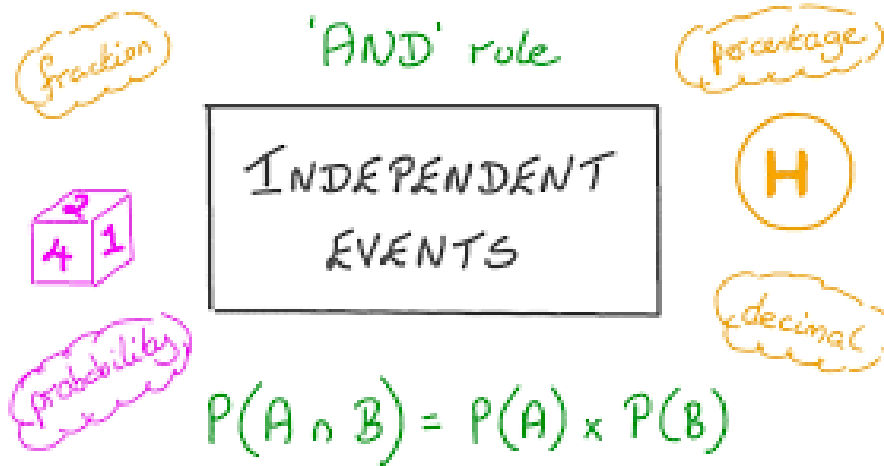 fraction
'AND' rule
percentage
INDEPENDENT
EVENTS
H
2
4 1
decimal
probability
P(A ∩ B) = P(A) x P(B)